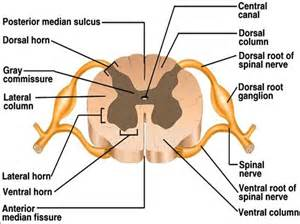 Posterior median sulcus
Dorsal horn
Gray
commissure
Lateral
column
Lateral horn
Ventral horn
Anterior
median fissure
Central
canal
Dorsal
column
Dorsal root of
spinal nerve
Dorsal root
ganglion
Spinal
nerve
Ventral root of
spinal nerve
Ventral column